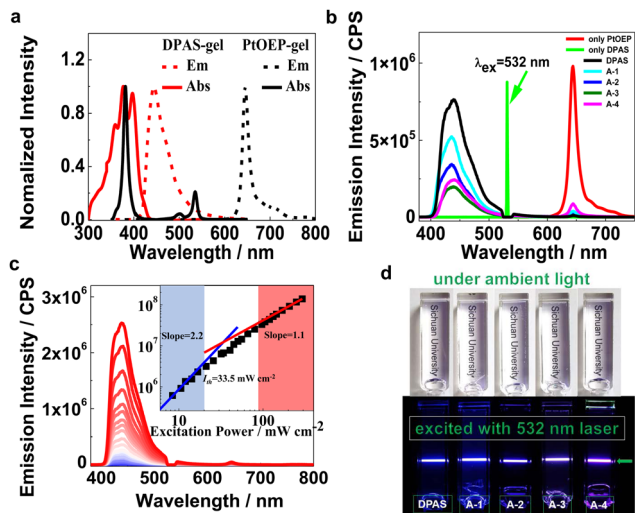 a
DPAS-gel PtOEP-gel
Em Em
Abs Abs
Nomalized Intensity
1.2
0.9
0.6
0.3
0.0
300 400 500 600 700 800
Wavelength / nm
b
only PtOEP
only DPAS
DPAS
A-1
A-2
A-3
A-4
λex=532 nm
Emission Intensity / CPS
1×10⁶
5×10⁵
0
400 500 600 700
Wavelength / nm
c
Emission Intensity / CPS
3×10⁶
2×10⁶
1×10⁶
0
400 500 600 700 800
Wavelength / nm
10⁸
10⁷
10⁶
Slope=2.2
Slope=1.1
Ith=33.5 mW cm⁻²
10 100
Excitation Power / mW cm⁻²
d
under ambient light
Sichuan University
Sichuan University
Sichuan University
Sichuan University
Sichuan University
excited with 532 nm laser
DPAS A-1 A-2 A-3 A-4